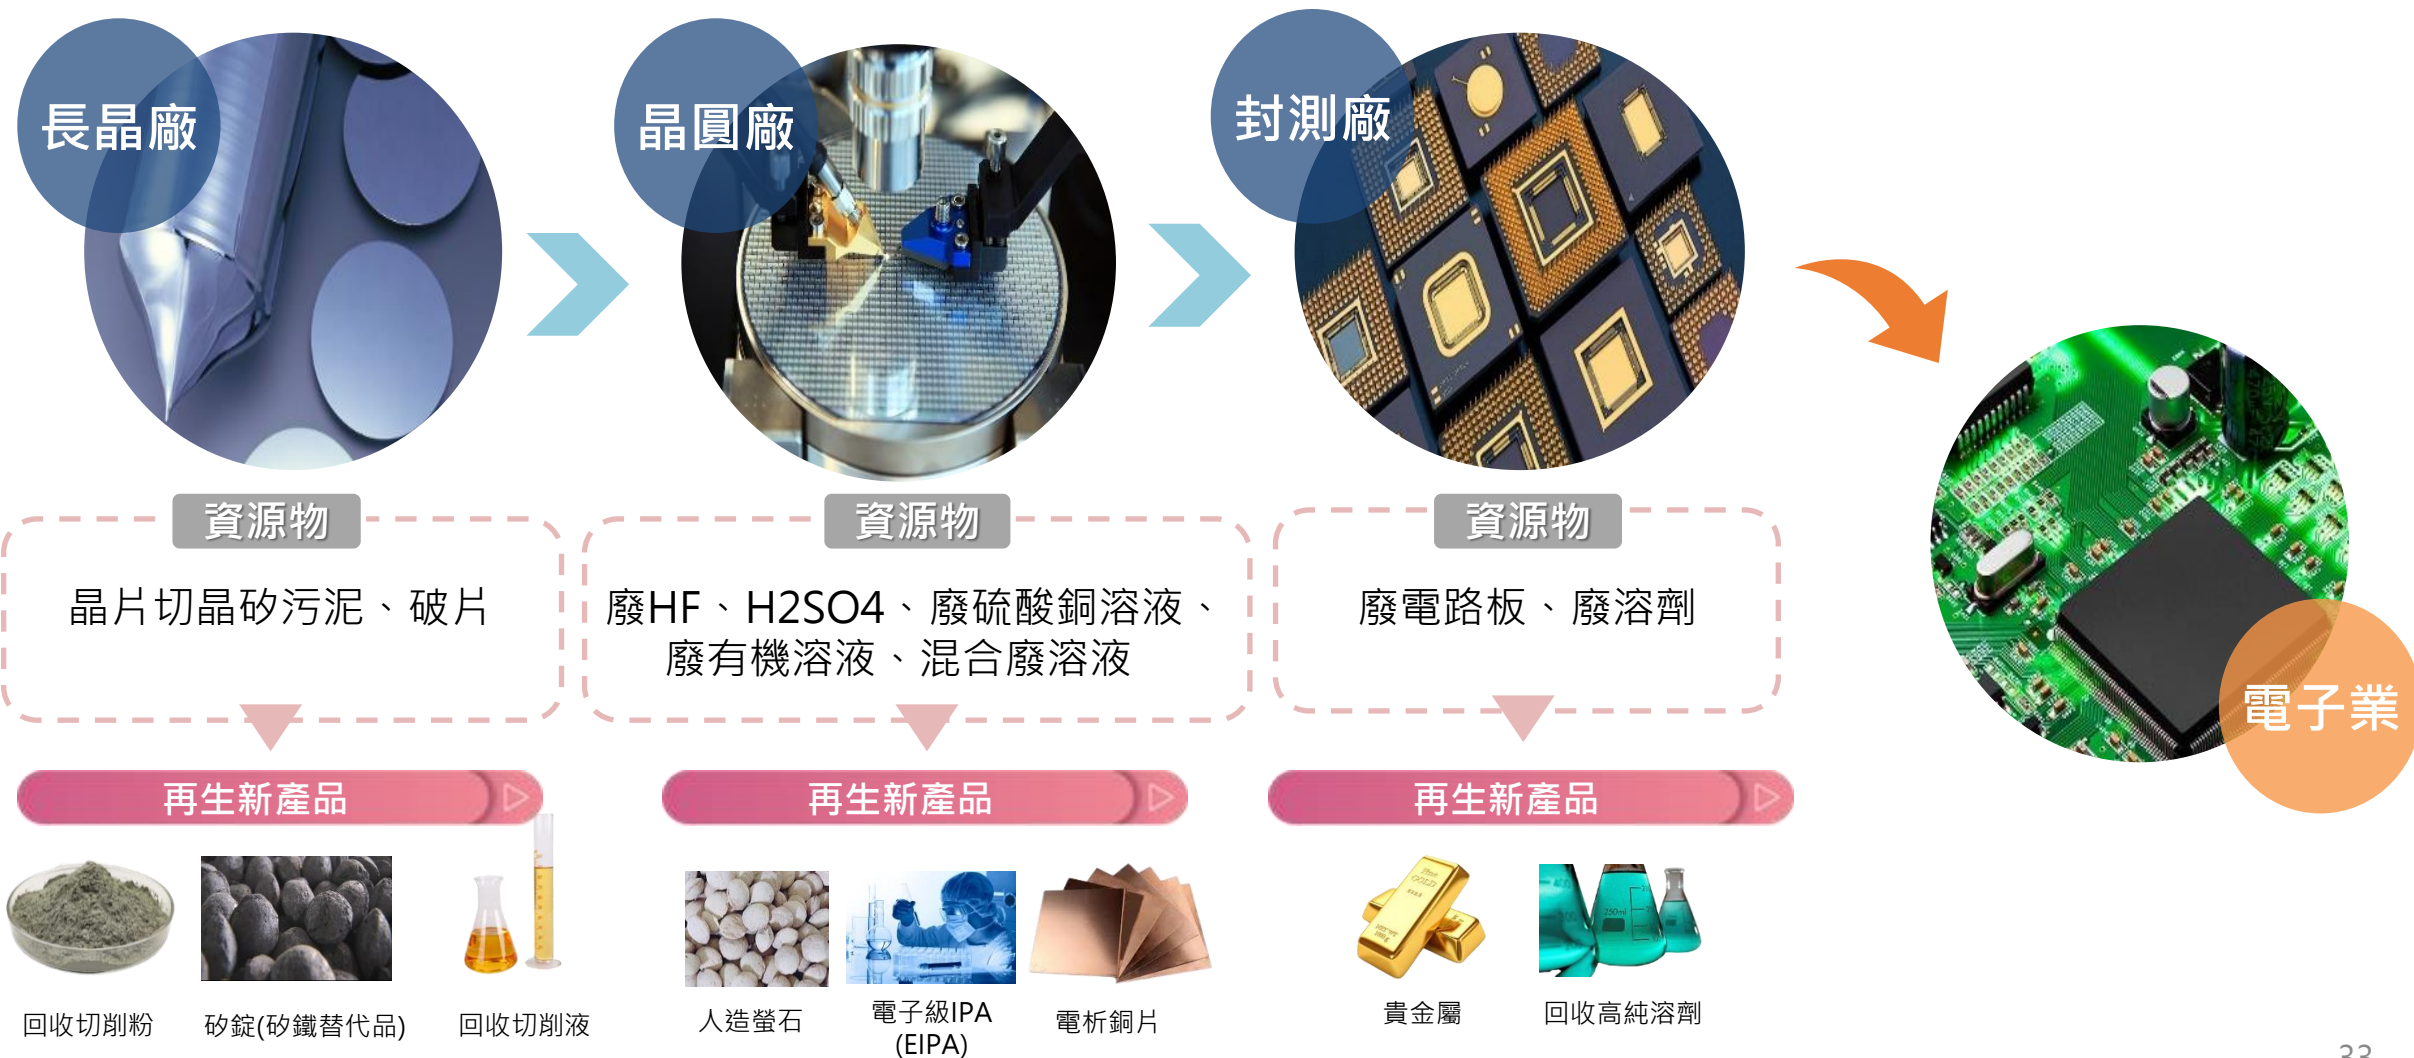 長晶廠
晶圓廠
封測廠
電子業
資源物
晶片切晶矽污泥、破片
資源物
廢HF、H2SO4、廢硫酸銅溶液、
廢有機溶液、混合廢溶液
資源物
廢電路板、廢溶劑
再生新產品
再生新產品
再生新產品
回收切削粉
矽錠(矽鐵替代品)
回收切削液
人造螢石
電子級IPA
(EIPA)
電析銅片
貴金屬
回收高純溶劑
33